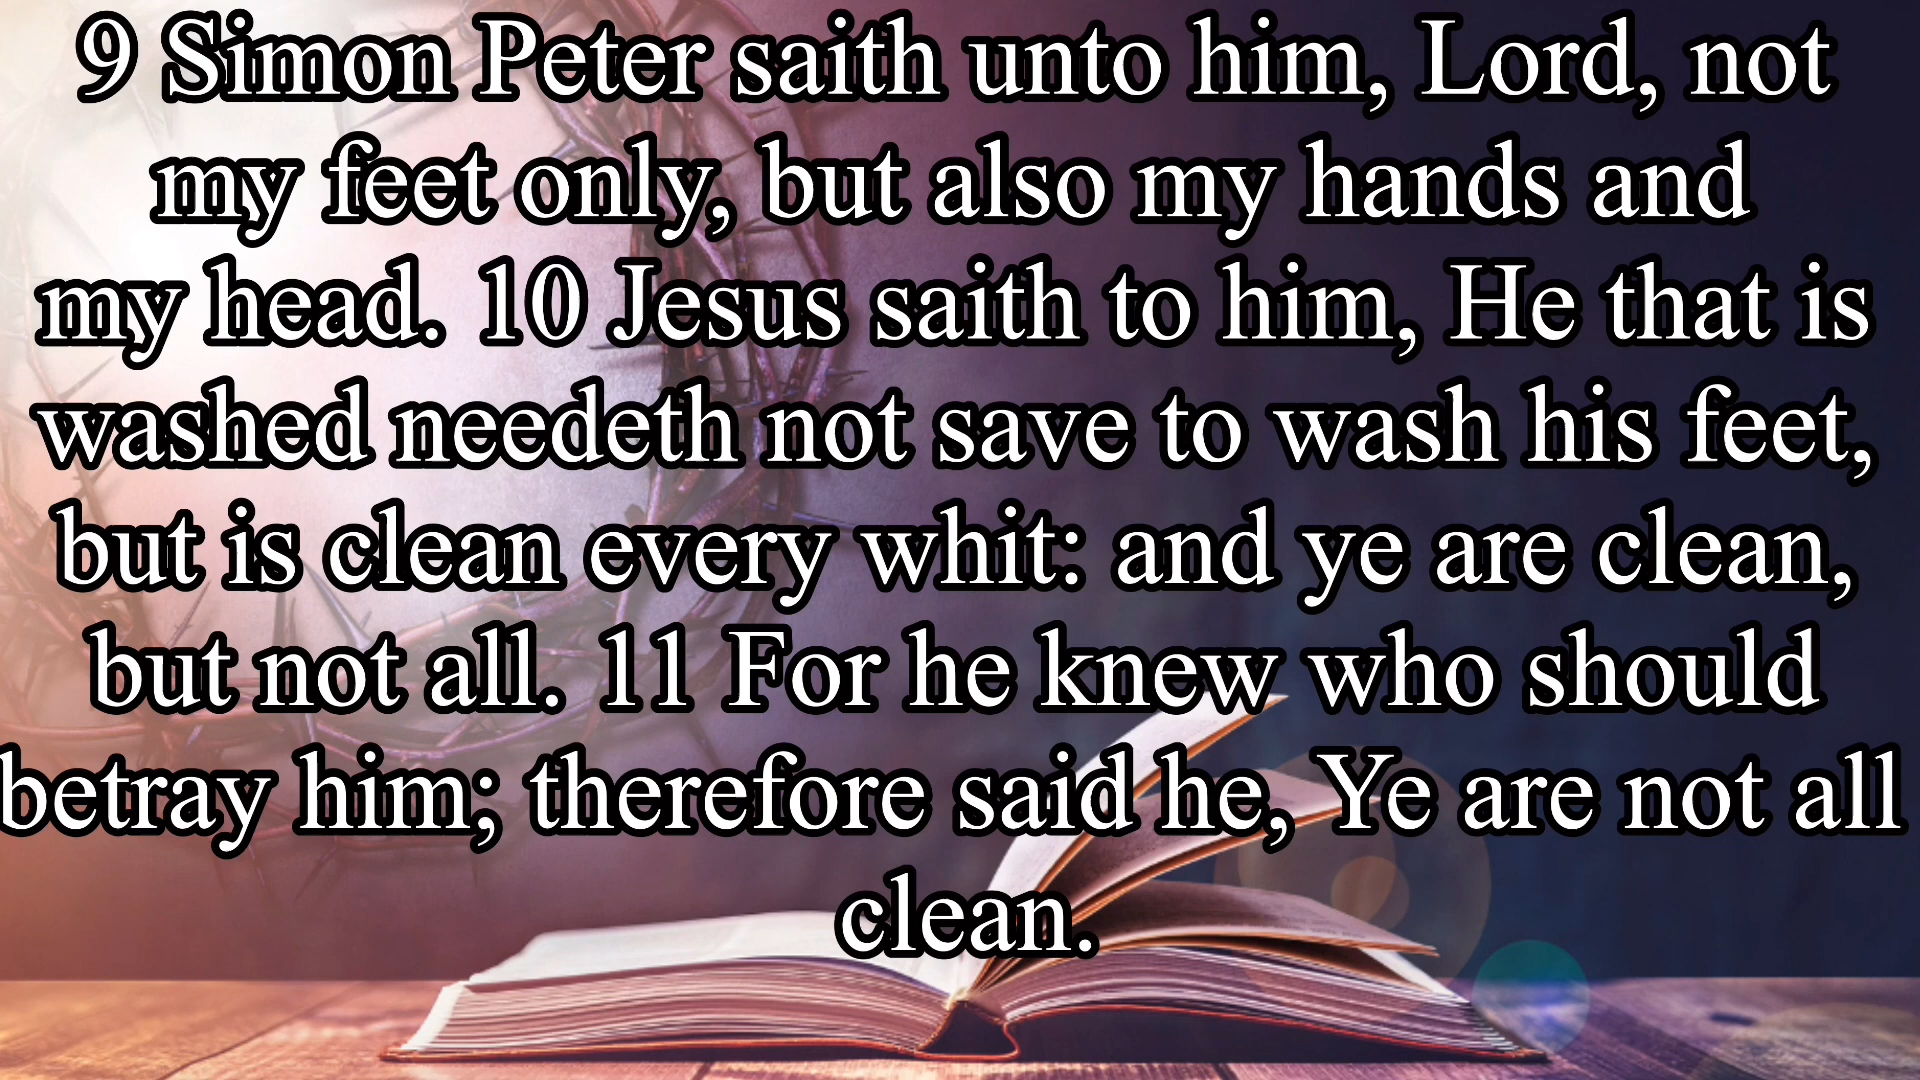 9 Simon Peter saith unto him, Lord, not
my feet only, but also my hands and
my head. 10 Jesus saith to him, He that is
washed needeth not save to wash his feet,
but is clean every whit: and ye are clean,
but not all. 11 For he knew who should
betray him; therefore said he, Ye are not all
clean.